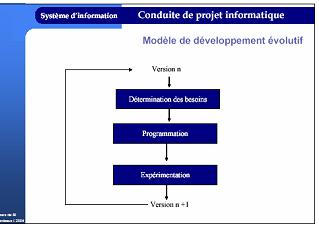 Système d'information
Conduite de projet informatique
Modèle de développement évolutif
Version n
Détermination des besoins
Programmation
Expérimentation
Version n +1